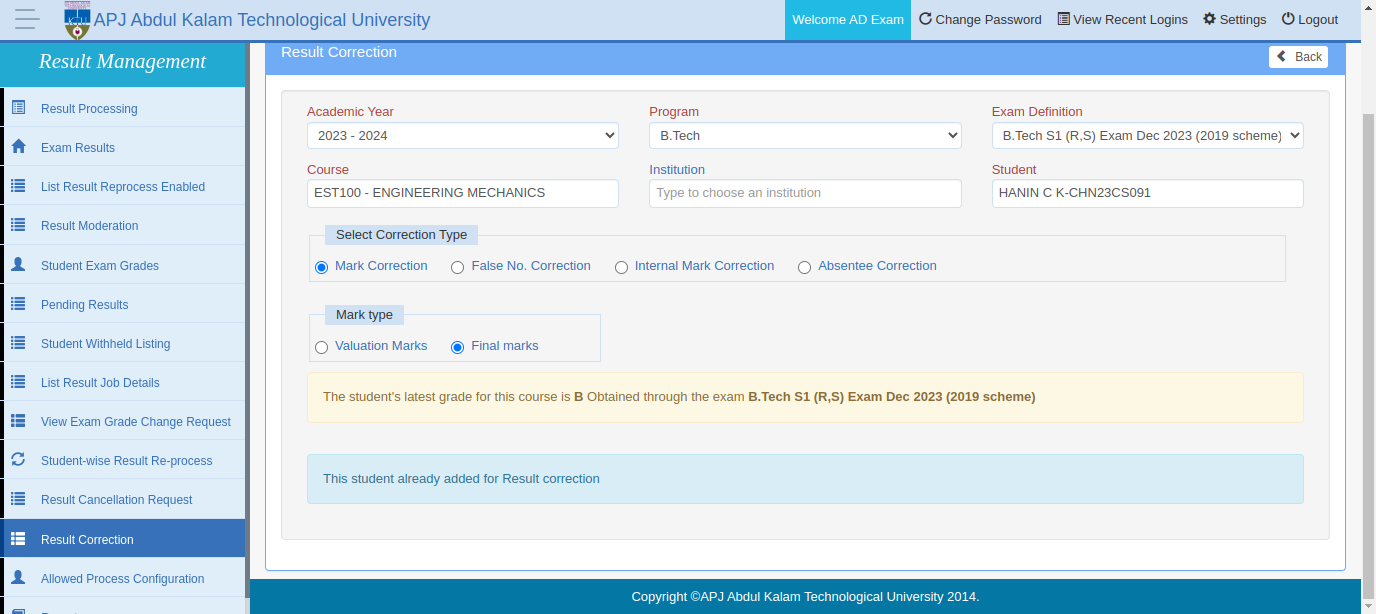 APJ Abdul Kalam Technological University
Welcome AD Exam Change Password View Recent Logins Settings Logout
Result Management
Result Processing
Exam Results
List Result Reprocess Enabled
Result Moderation
Student Exam Grades
Pending Results
Student Withheld Listing
List Result Job Details
View Exam Grade Change Request
Student-wise Result Re-process
Result Cancellation Request
Result Correction
Allowed Process Configuration
Result Correction
Back
Academic Year Program Exam Definition
2023 - 2024 B.Tech B.Tech S1 (R,S) Exam Dec 2023 (2019 scheme)
Course Institution Student
EST100 - ENGINEERING MECHANICS Type to choose an institution HANIN C K-CHN23CS091
Select Correction Type
Mark Correction False No. Correction Internal Mark Correction Absentee Correction
Mark type
Valuation Marks Final marks
The student's latest grade for this course is B Obtained through the exam B.Tech S1 (R,S) Exam Dec 2023 (2019 scheme)
This student already added for Result correction
Copyright ©APJ Abdul Kalam Technological University 2014.